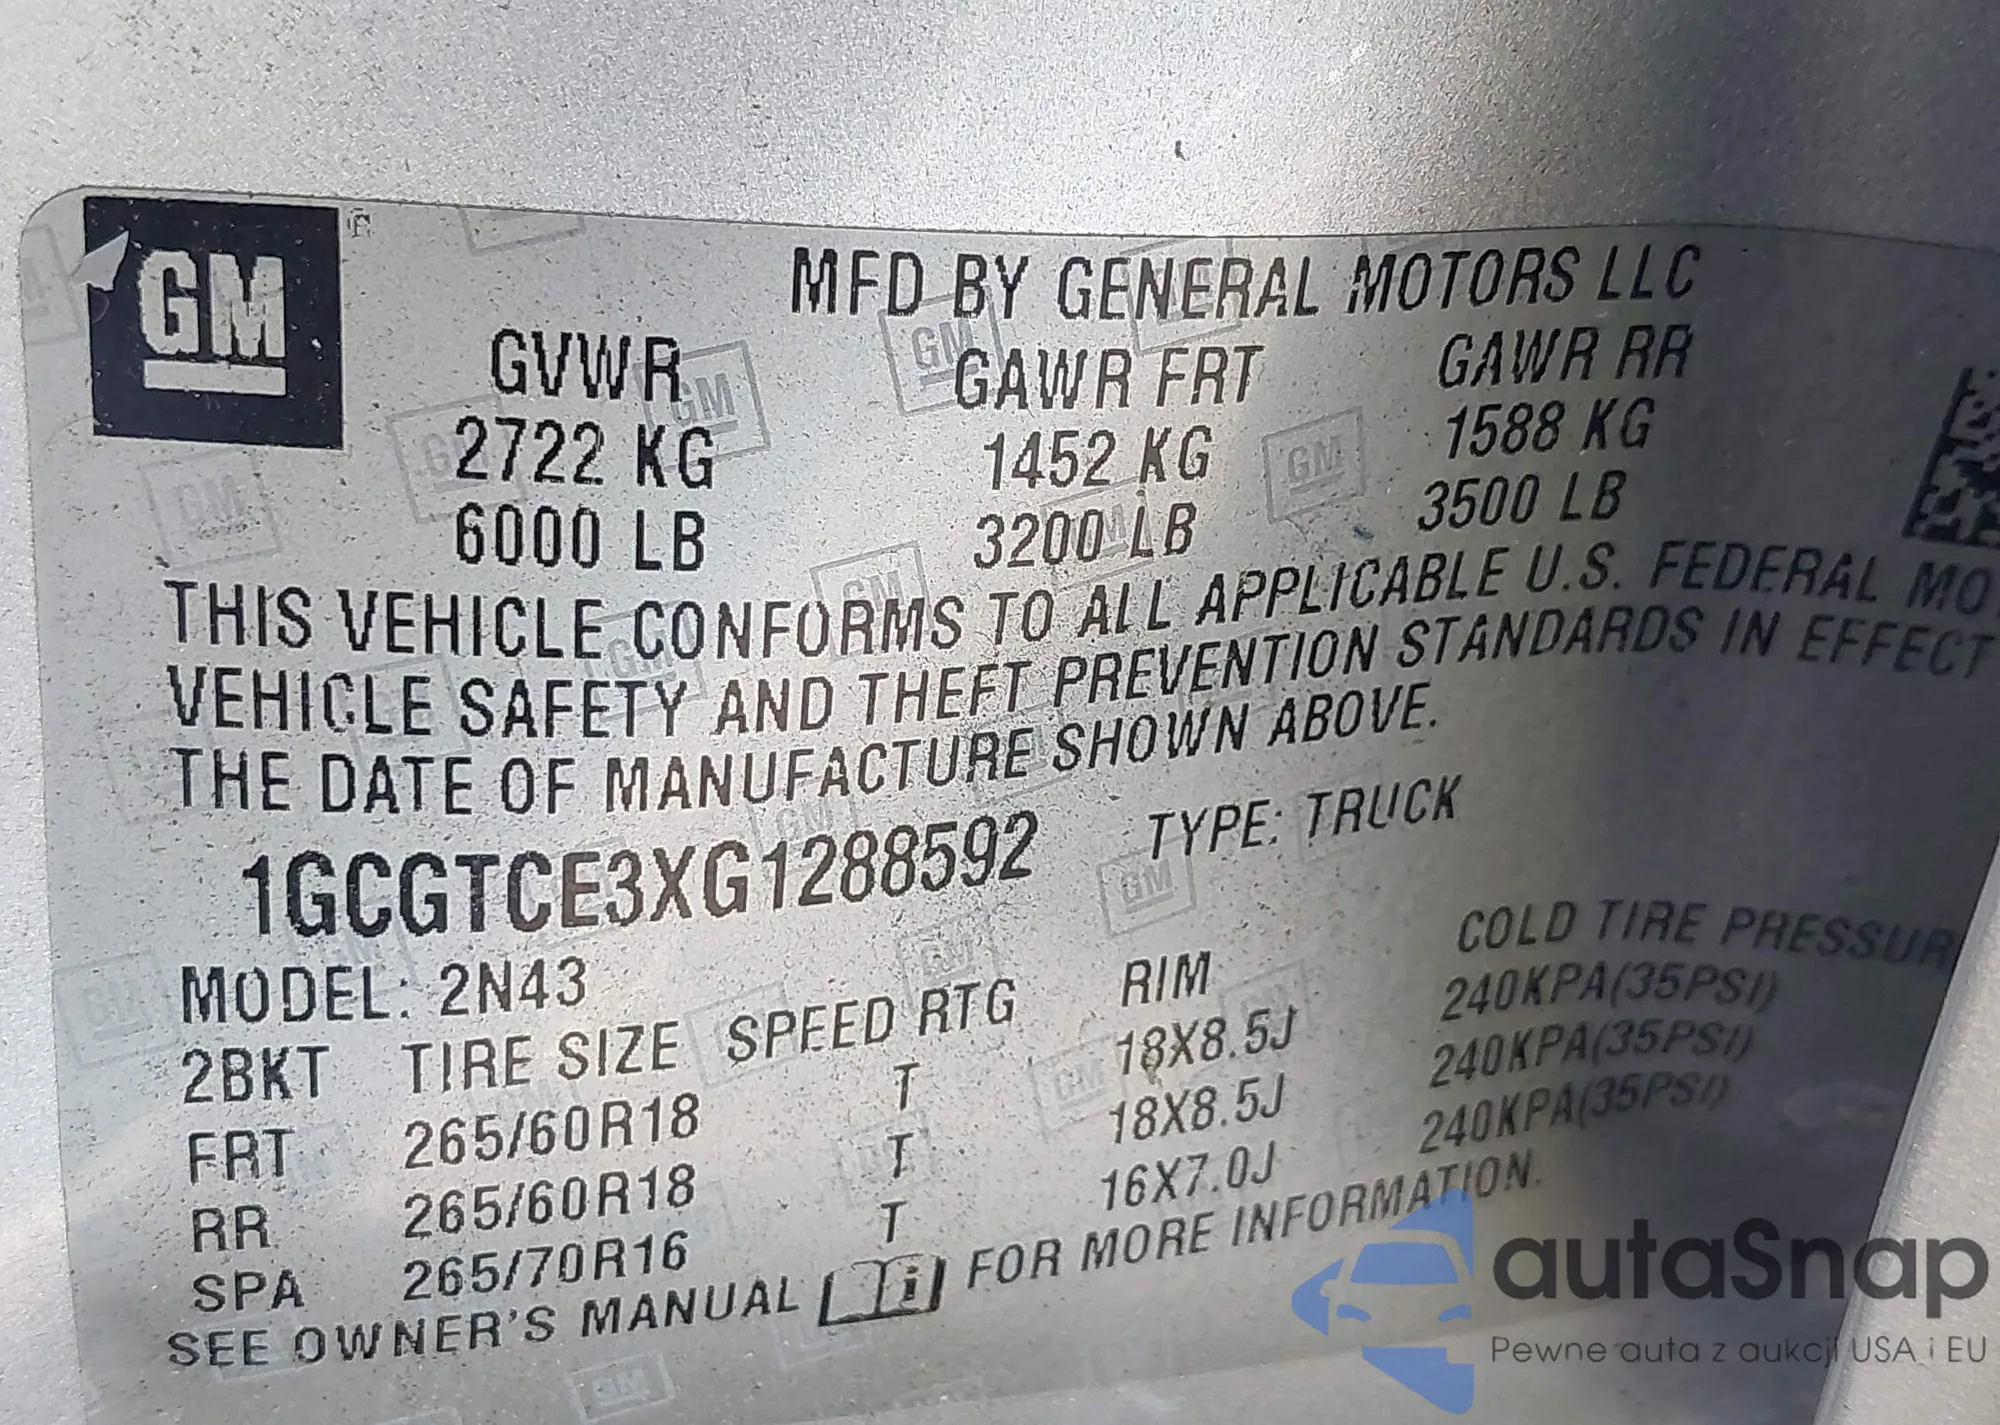 GM
MFD BY GENERAL MOTORS LLC
GVWR GAWR FRT GAWR RR
2722 KG 1452 KG 1588 KG
6000 LB 3200 LB 3500 LB
THIS VEHICLE CONFORMS TO ALL APPLICABLE U.S. FEDERAL MO
VEHICLE SAFETY AND THEFT PREVENTION STANDARDS IN EFFECT
THE DATE OF MANUFACTURE SHOWN ABOVE.
1GCGTCE3XG1288592 TYPE: TRUCK
MODEL: 2N43
2BKT TIRE SIZE SPEED RTG RIM COLD TIRE PRESSUR
FRT 265/60R18 T 18X8.5J 240KPA(35PSI)
RR 265/60R18 T 18X8.5J 240KPA(35PSI)
SPA 265/70R16 T 16X7.0J 240KPA(35PSI)
SEE OWNER'S MANUAL i FOR MORE INFORMATION.
autaSnap
Pewne auta z aukcji USA i EU